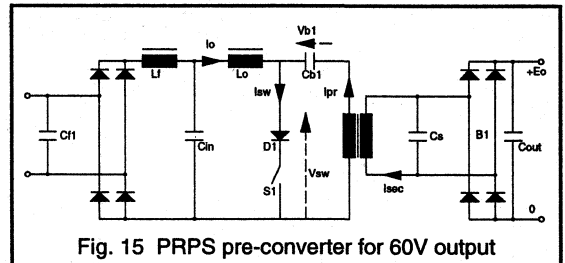 Vb1
Io
Lf
Lo
Cb1
+Eo
Isw
Ipr
Cf1
Cin
D1
Vsw
Cs
B1
Cout
S1
Isec
0
Fig. 15 PRPS pre-converter for 60V output